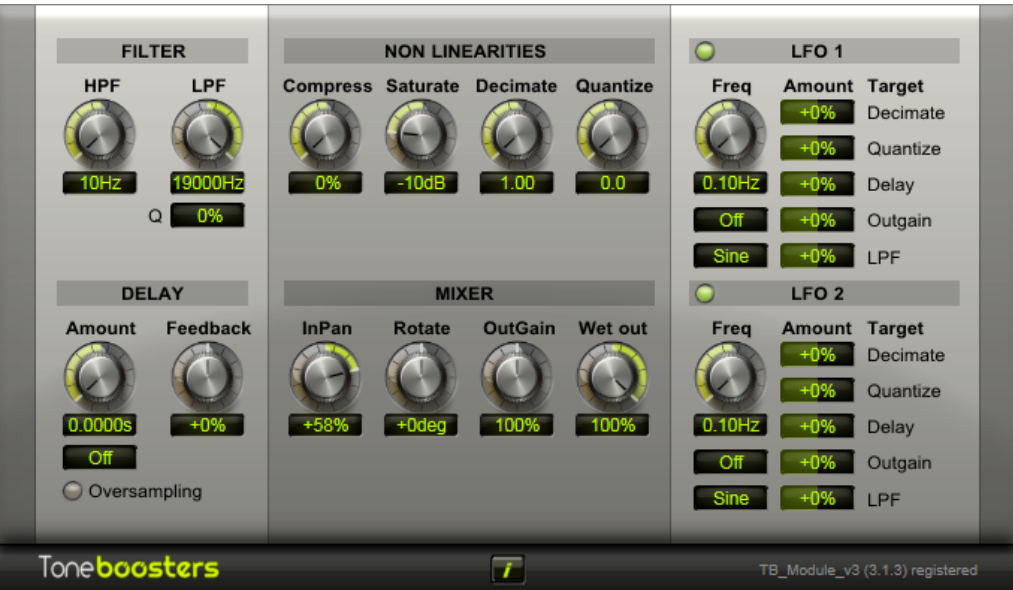 FILTER
HPF LPF
10Hz 19000Hz
Q 0%
NON LINEARITIES
Compress Saturate Decimate Quantize
0% -10dB 1.00 0.0
LFO 1
Freq Amount Target
+0% Decimate
+0% Quantize
0.10Hz +0% Delay
Off +0% Outgain
Sine +0% LPF
DELAY
Amount Feedback
0.0000s +0%
Off
Oversampling
MIXER
InPan Rotate OutGain Wet out
+58% +0deg 100% 100%
LFO 2
Freq Amount Target
+0% Decimate
+0% Quantize
0.10Hz +0% Delay
Off +0% Outgain
Sine +0% LPF
Toneboosters
i
TB_Module_v3 (3.1.3) registered